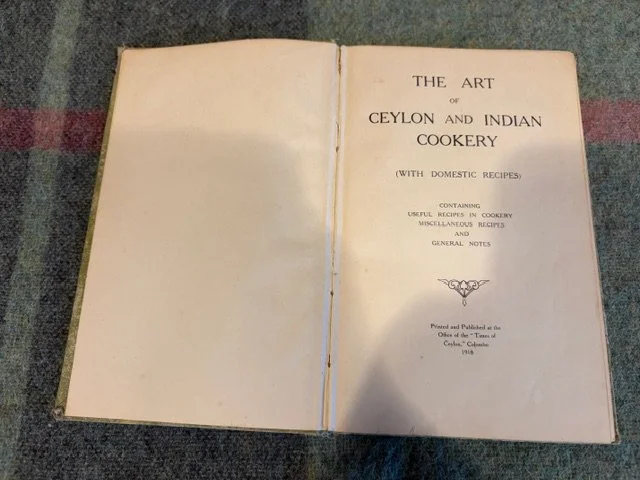 THE ART
OF
CEYLON AND INDIAN
COOKERY
(WITH DOMESTIC RECIPES)
CONTAINING
USEFUL RECIPES IN COOKERY
MISCELLANEOUS RECIPES
AND
GENERAL NOTES
Printed and Published at the
Office of the "Times of
Ceylon," Colombo
1918